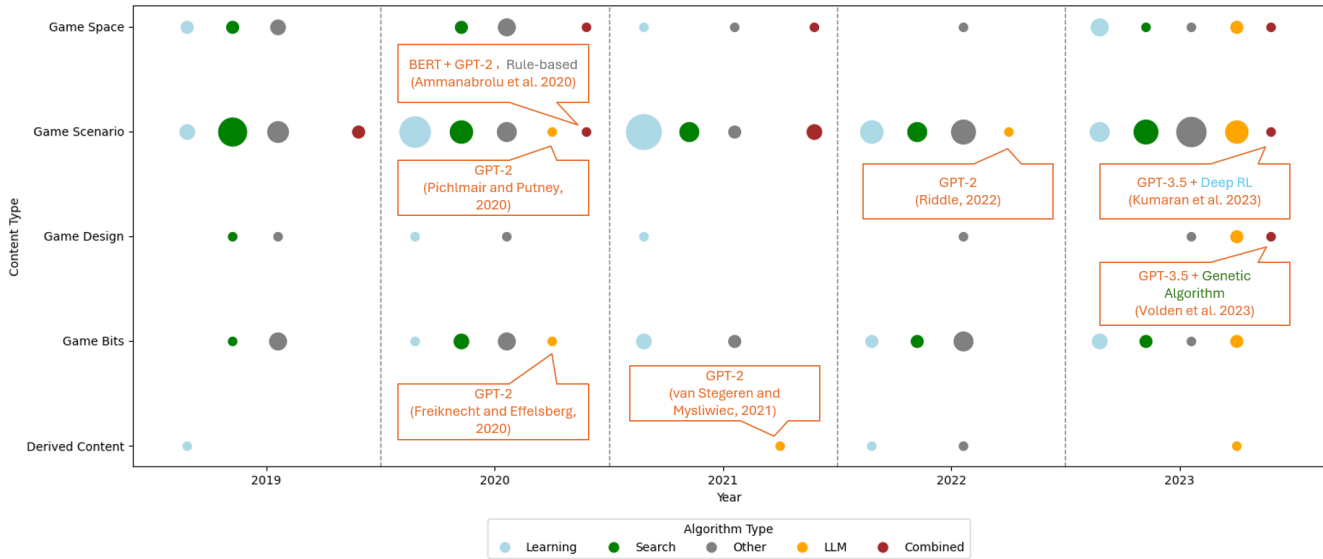 Game Space
BERT + GPT-2 , Rule-based
(Ammanabrolu et al. 2020)
Game Scenario
GPT-2
(Pichlmair and Putney,
2020)
GPT-2
(Riddle, 2022)
GPT-3.5 + Deep RL
(Kumaran et al. 2023)
Content Type
Game Design
GPT-3.5 + Genetic
Algorithm
(Volden et al. 2023)
Game Bits
GPT-2
(Freiknecht and Effelsberg,
2020)
GPT-2
(van Stegeren and
Mysliwiec, 2021)
Derived Content
2019
2020
2021
2022
2023
Year
Algorithm Type
Learning
Search
Other
LLM
Combined